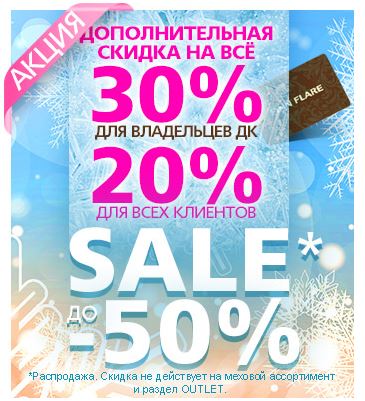 АКЦИЯ
ДОПОЛНИТЕЛЬНАЯ
СКИДКА НА ВСЁ
30%
ДЛЯ ВЛАДЕЛЬЦЕВ ДК
N FLARE
20%
ДЛЯ ВСЕХ КЛИЕНТОВ
SALE*
ДО
-50%
*Распродажа. Скидка не действует на меховой ассортимент
и раздел OUTLET.